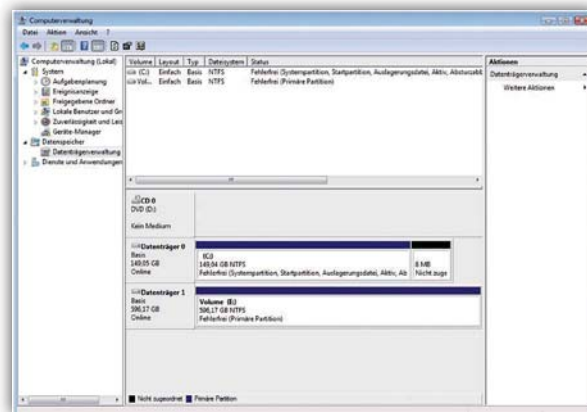 Computerverwaltung
Datei Aktion Ansicht ?
Computerverwaltung (Lokal)
System
Aufgabenplanung
Ereignisanzeige
Freigegebene Ordner
Lokale Benutzer und Gr
Zuverlässigkeit und Leis
Geräte-Manager
Datenspeicher
Datenträgerverwaltung
Dienste und Anwendungen
Volume Layout Typ Dateisystem Status
(C:) Einfach Basis NTFS Fehlerfrei (Systempartition, Startpartition, Auslagerungsdatei, Aktiv, Absturzabb
Vol... Einfach Basis NTFS Fehlerfrei (Primäre Partition)
CD 0
DVD (D:)
Kein Medium
Datenträger 0
Basis
149,05 GB
Online
(C:)
149,04 GB NTFS
Fehlerfrei (Systempartition, Startpartition, Auslagerungsdatei, Aktiv, Ab
8 MB
Nicht zuge
Datenträger 1
Basis
596,17 GB
Online
Volume (E:)
596,17 GB NTFS
Fehlerfrei (Primäre Partition)
Nicht zugeordnet Primäre Partition
Aktionen
Datenträgerverwaltung
Weitere Aktionen